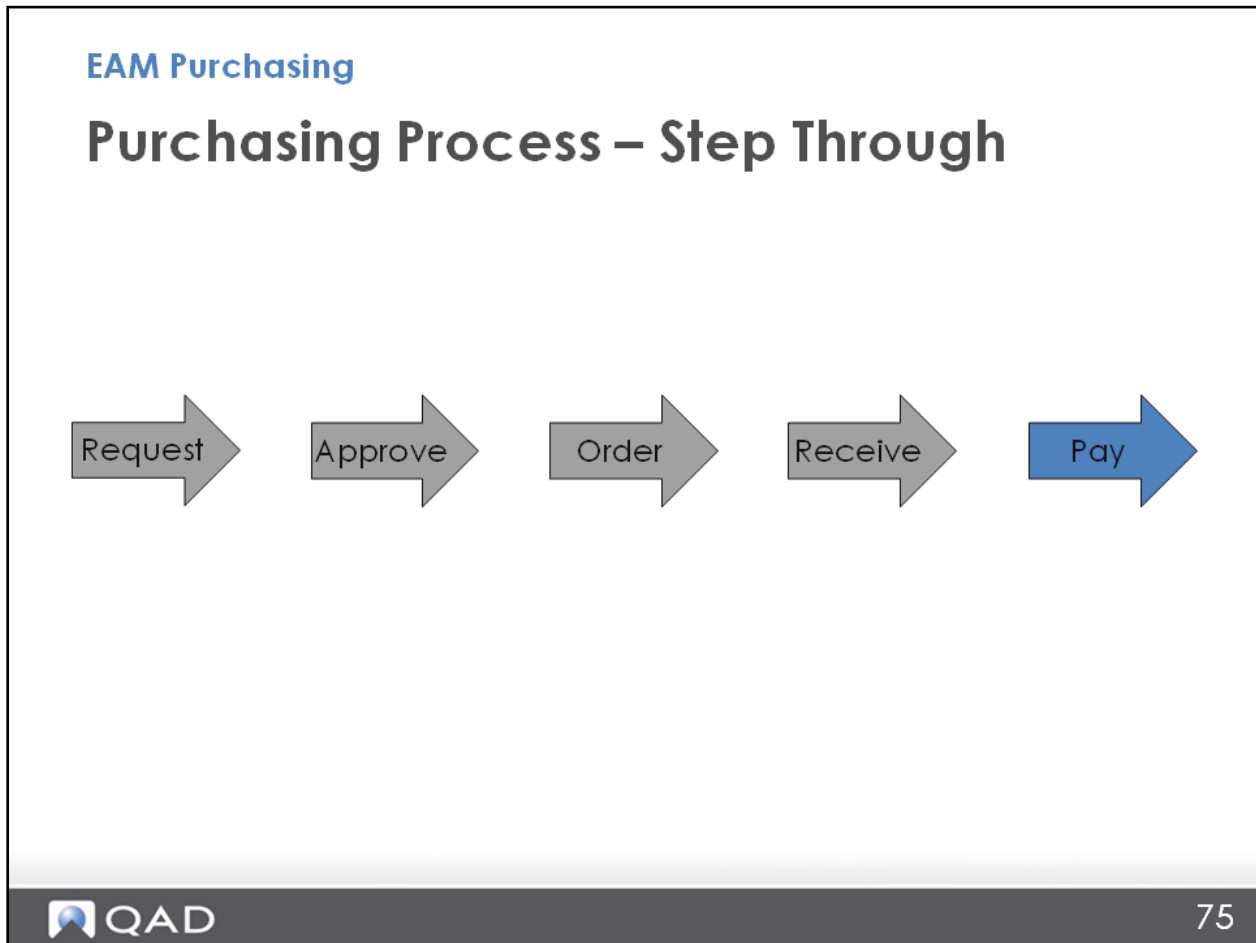 EAM Purchasing
Purchasing Process – Step Through
Request
Approve
Order
Receive
Pay
QAD
75